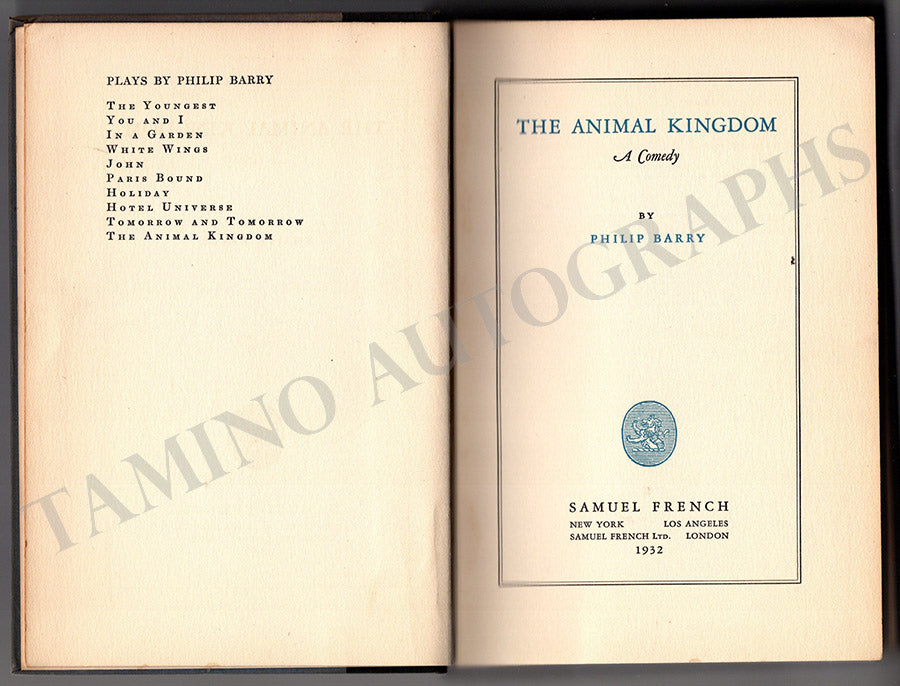 PLAYS BY PHILIP BARRY
THE YOUNGEST
YOU AND I
IN A GARDEN
WHITE WINGS
JOHN
PARIS BOUND
HOLIDAY
HOTEL UNIVERSE
TOMORROW AND TOMORROW
THE ANIMAL KINGDOM
THE ANIMAL KINGDOM
A Comedy
BY
PHILIP BARRY
SAMUEL FRENCH
NEW YORK LOS ANGELES
SAMUEL FRENCH LTD. LONDON
1932
TAMINO AUTOGRAPHS